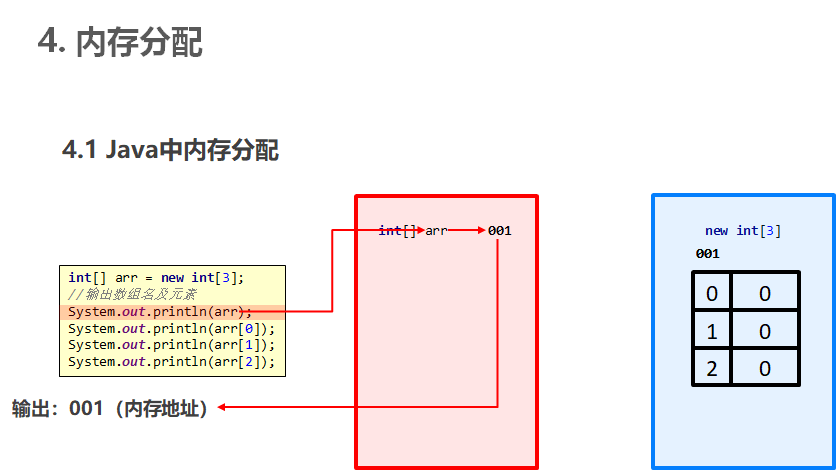 4. 内存分配
4.1 Java中内存分配
int[] arr 001
new int[3]
001
0 0
1 0
2 0
int[] arr = new int[3];
//输出数组名及元素
System.out.println(arr);
System.out.println(arr[0]);
System.out.println(arr[1]);
System.out.println(arr[2]);
输出：001（内存地址）